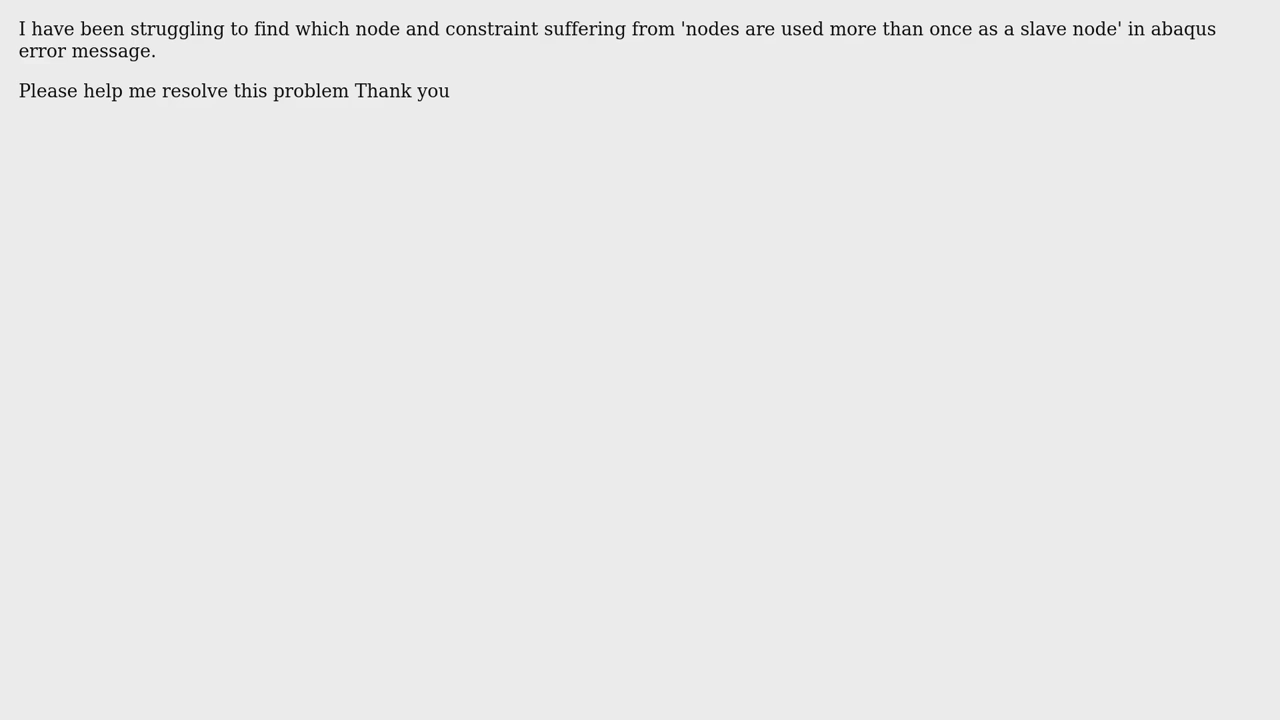 I have been struggling to find which node and constraint suffering from 'nodes are used more than once as a slave node' in abaqus
error message.
Please help me resolve this problem Thank you